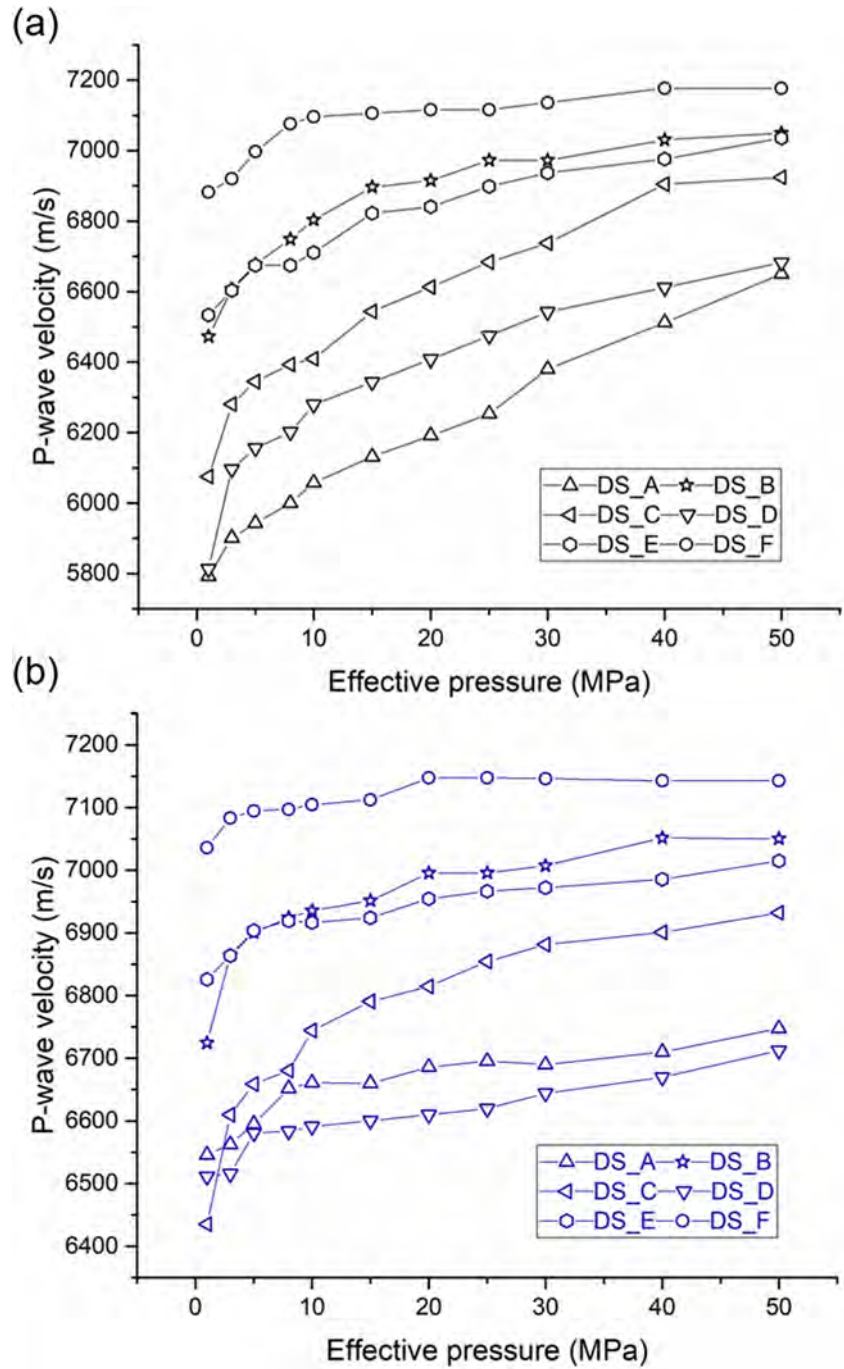 (a)
7200
7000
6800
6600
6400
6200
6000
5800
P-wave velocity (m/s)
DS_A DS_B
DS_C DS_D
DS_E DS_F
0 10 20 30 40 50
Effective pressure (MPa)
(b)
7200
7100
7000
6900
6800
6700
6600
6500
6400
P-wave velocity (m/s)
DS_A DS_B
DS_C DS_D
DS_E DS_F
0 10 20 30 40 50
Effective pressure (MPa)